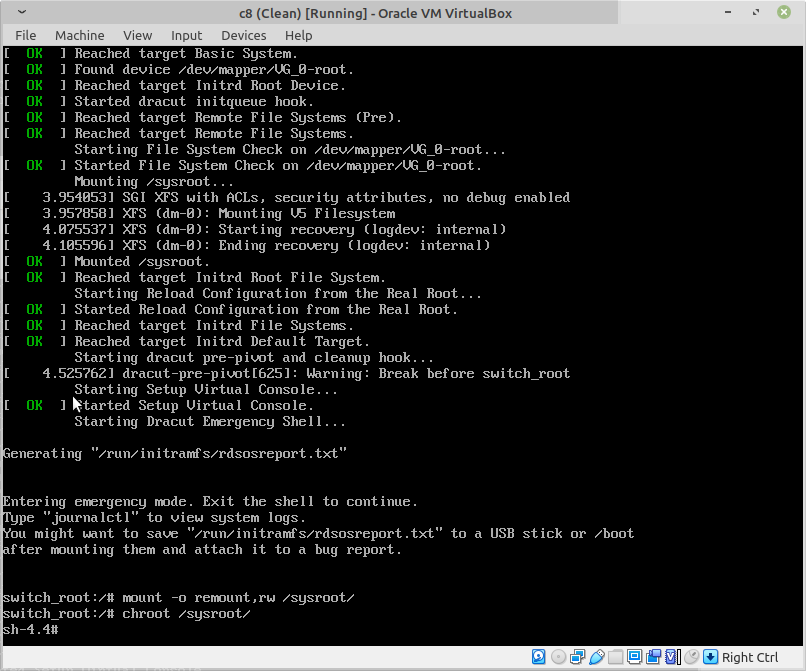 c8 (Clean) [Running] - Oracle VM VirtualBox
File Machine View Input Devices Help
[  OK  ] Reached target Basic System.
[  OK  ] Found device /dev/mapper/VG_0-root.
[  OK  ] Reached target Initrd Root Device.
[  OK  ] Started dracut initqueue hook.
[  OK  ] Reached target Remote File Systems (Pre).
[  OK  ] Reached target Remote File Systems.
         Starting File System Check on /dev/mapper/VG_0-root...
[  OK  ] Started File System Check on /dev/mapper/VG_0-root.
         Mounting /sysroot...
[    3.954053] SGI XFS with ACLs, security attributes, no debug enabled
[    3.957858] XFS (dm-0): Mounting V5 Filesystem
[    4.075537] XFS (dm-0): Starting recovery (logdev: internal)
[    4.105596] XFS (dm-0): Ending recovery (logdev: internal)
[  OK  ] Mounted /sysroot.
[  OK  ] Reached target Initrd Root File System.
         Starting Reload Configuration from the Real Root...
[  OK  ] Started Reload Configuration from the Real Root.
[  OK  ] Reached target Initrd File Systems.
[  OK  ] Reached target Initrd Default Target.
         Starting dracut pre-pivot and cleanup hook...
[    4.525762] dracut-pre-pivot[625]: Warning: Break before switch_root
         Starting Setup Virtual Console...
[  OK  ] Started Setup Virtual Console.
         Starting Dracut Emergency Shell...
Generating "/run/initramfs/rdsosreport.txt"
Entering emergency mode. Exit the shell to continue.
Type "journalctl" to view system logs.
You might want to save "/run/initramfs/rdsosreport.txt" to a USB stick or /boot
after mounting them and attach it to a bug report.
switch_root:/# mount -o remount,rw /sysroot/
switch_root:/# chroot /sysroot/
sh-4.4#
Right Ctrl